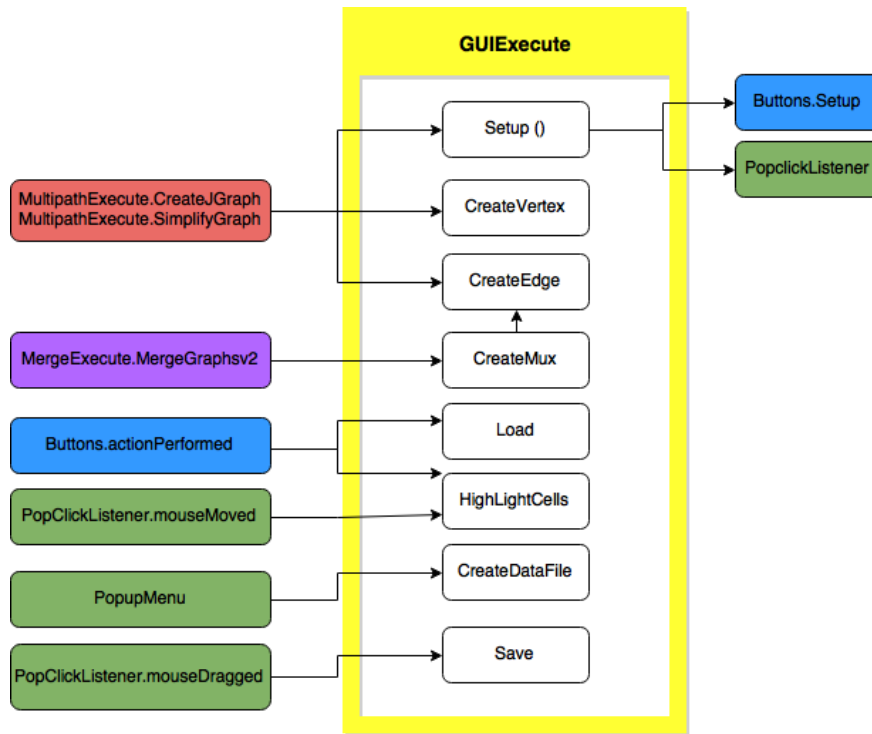 GUIExecute
Setup ()
Buttons.Setup
PopclickListener
MultipathExecute.CreateJGraph
MultipathExecute.SimplifyGraph
CreateVertex
CreateEdge
MergeExecute.MergeGraphsv2
CreateMux
Buttons.actionPerformed
Load
PopClickListener.mouseMoved
HighLightCells
PopupMenu
CreateDataFile
PopClickListener.mouseDragged
Save